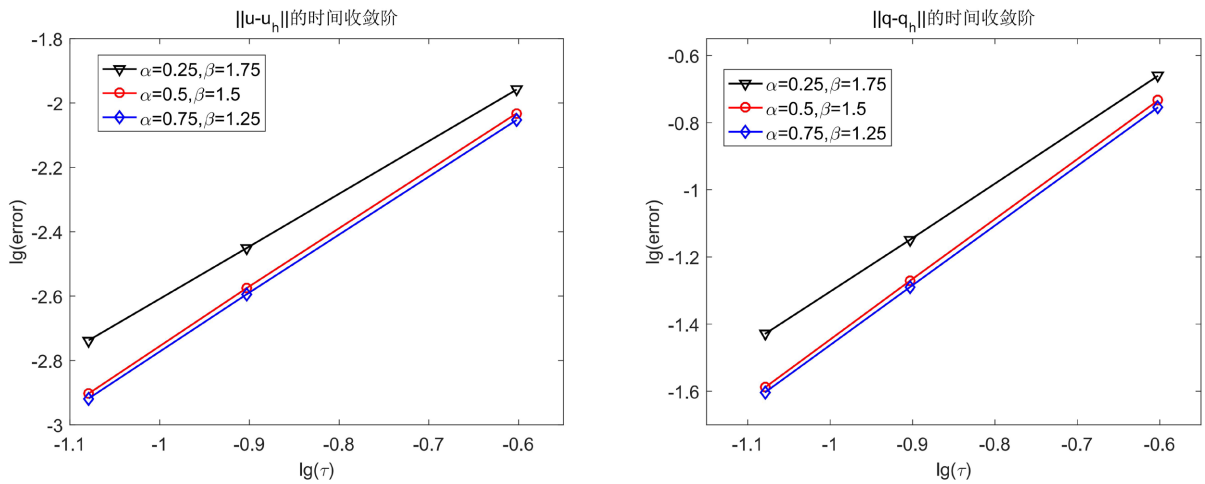 ||u-u_h||的时间收敛阶
-1.8
-2
-2.2
-2.4
-2.6
-2.8
-3
lg(error)
α=0.25,β=1.75
α=0.5,β=1.5
α=0.75,β=1.25
-1.1 -1 -0.9 -0.8 -0.7 -0.6
lg(τ)
||q-q_h||的时间收敛阶
-0.6
-0.8
-1
-1.2
-1.4
-1.6
lg(error)
α=0.25,β=1.75
α=0.5,β=1.5
α=0.75,β=1.25
-1.1 -1 -0.9 -0.8 -0.7 -0.6
lg(τ)